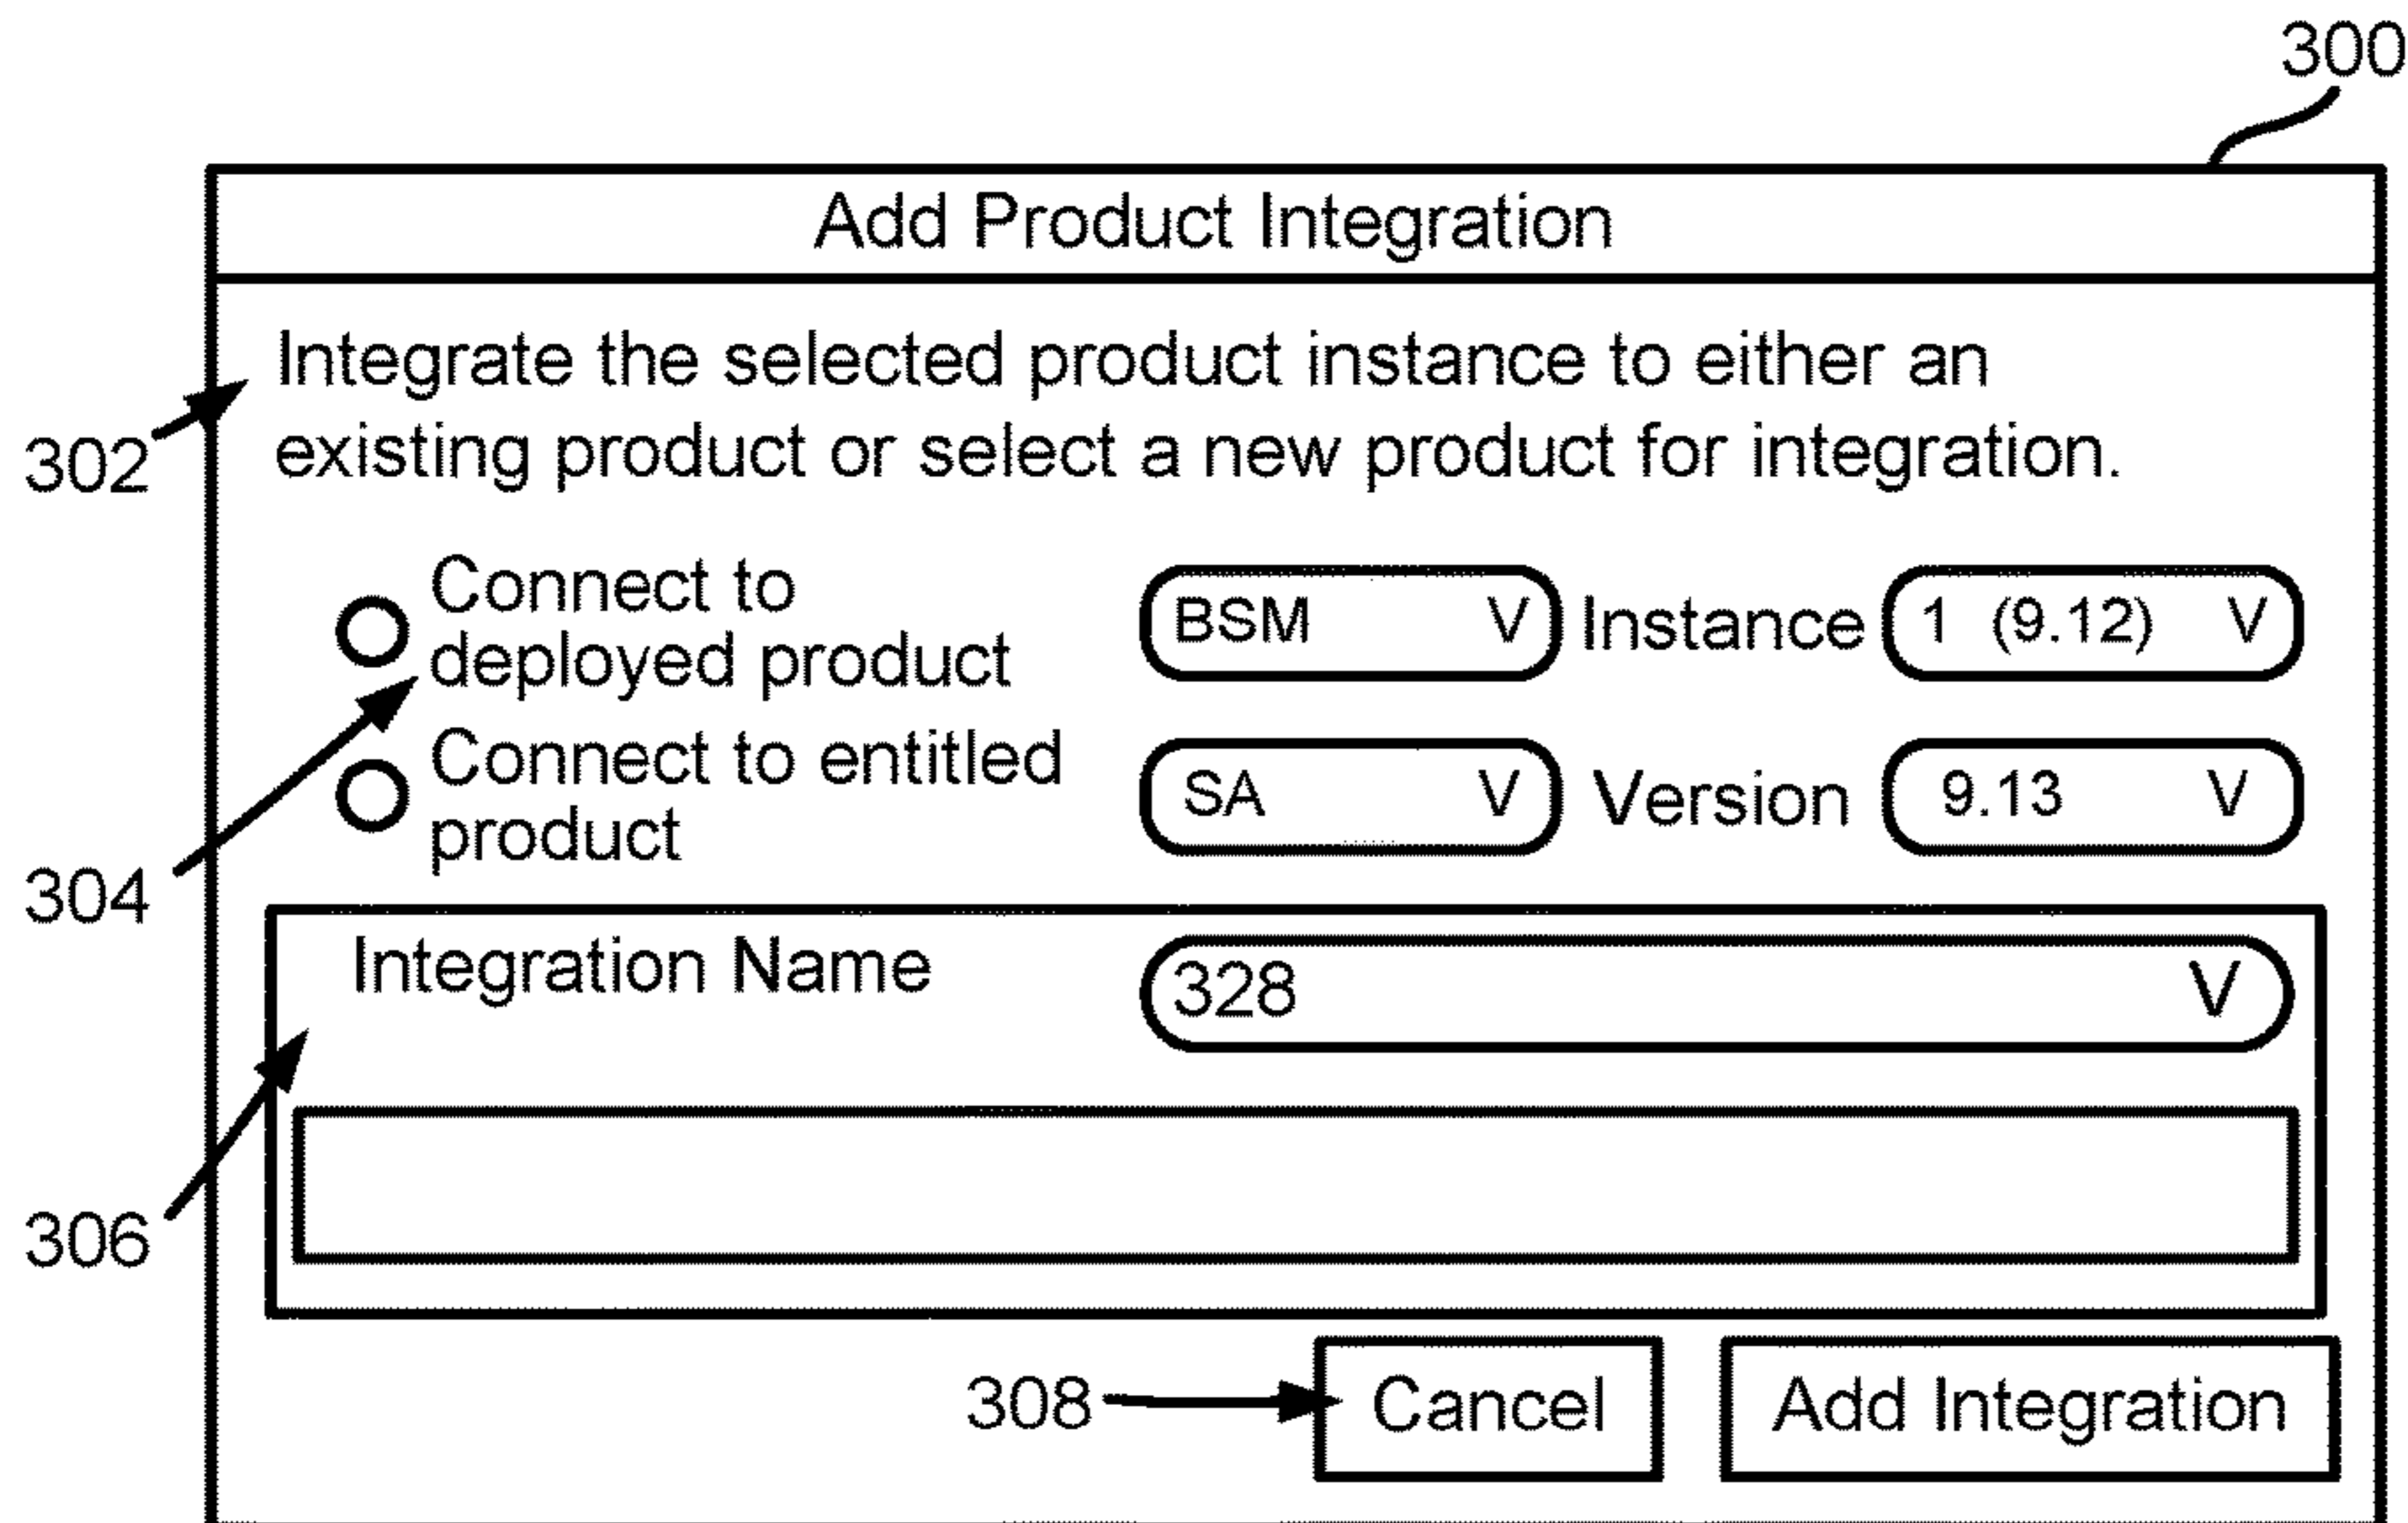 300
Add Product Integration
Integrate the selected product instance to either an
302
existing product or select a new product for integration.
Connect to
deployed product
BSM V Instance 1 (9.12) V
Connect to entitled
product
SA V Version 9.13 V
304
Integration Name 328 V
306
308 Cancel Add Integration